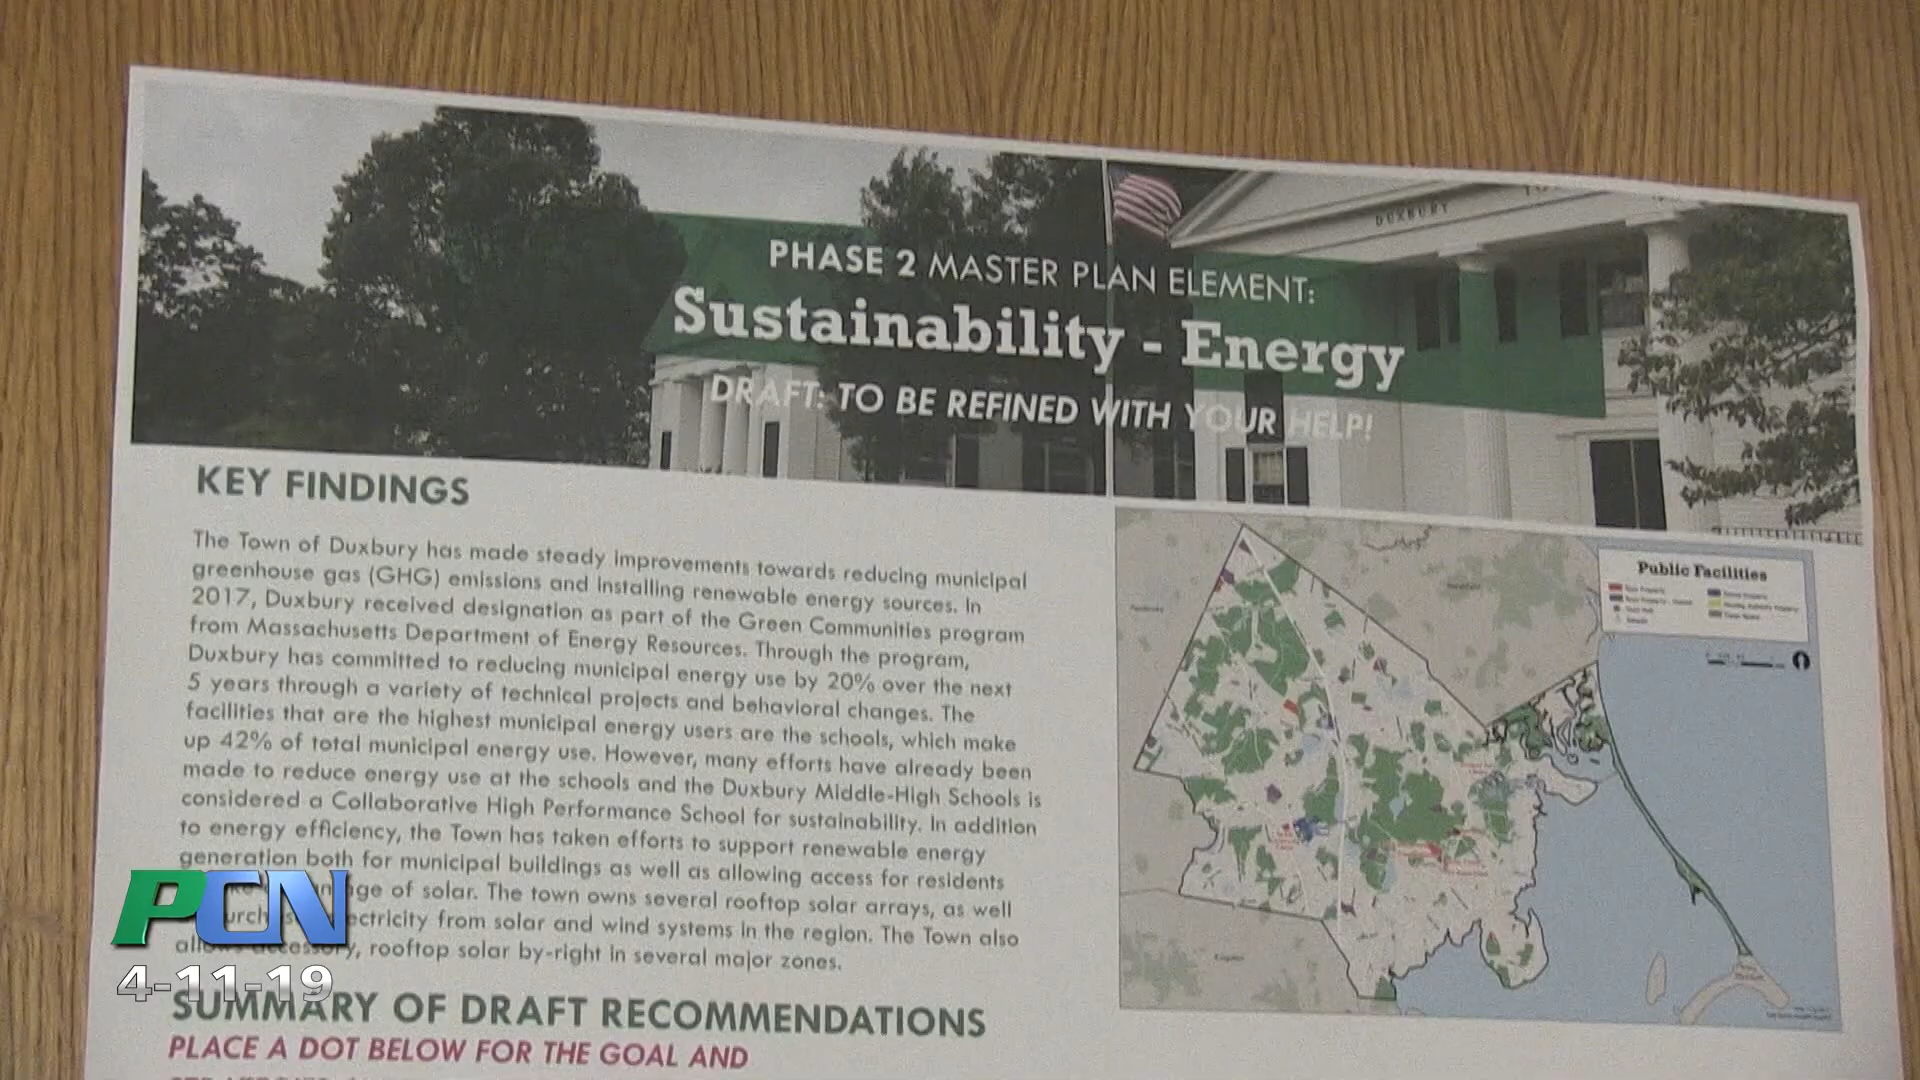 DUXBURY
PHASE 2 MASTER PLAN ELEMENT:
Sustainability - Energy
DRAFT: TO BE REFINED WITH YOUR HELP!
KEY FINDINGS
The Town of Duxbury has made steady improvements towards reducing municipal
greenhouse gas (GHG) emissions and installing renewable energy sources. In
2017, Duxbury received designation as part of the Green Communities program
from Massachusetts Department of Energy Resources. Through the program,
Duxbury has committed to reducing municipal energy use by 20% over the next
5 years through a variety of technical projects and behavioral changes. The
facilities that are the highest municipal energy users are the schools, which make
up 42% of total municipal energy use. However, many efforts have already been
made to reduce energy use at the schools and the Duxbury Middle-High Schools is
considered a Collaborative High Performance School for sustainability. In addition
to energy efficiency, the Town has taken efforts to support renewable energy
generation both for municipal buildings as well as allowing access for residents
of solar. The town owns several rooftop solar arrays, as well
electricity from solar and wind systems in the region. The Town also
allows accessory, rooftop solar by-right in several major zones.
SUMMARY OF DRAFT RECOMMENDATIONS
PLACE A DOT BELOW FOR THE GOAL AND
Public Facilities
PCN
4-11-19